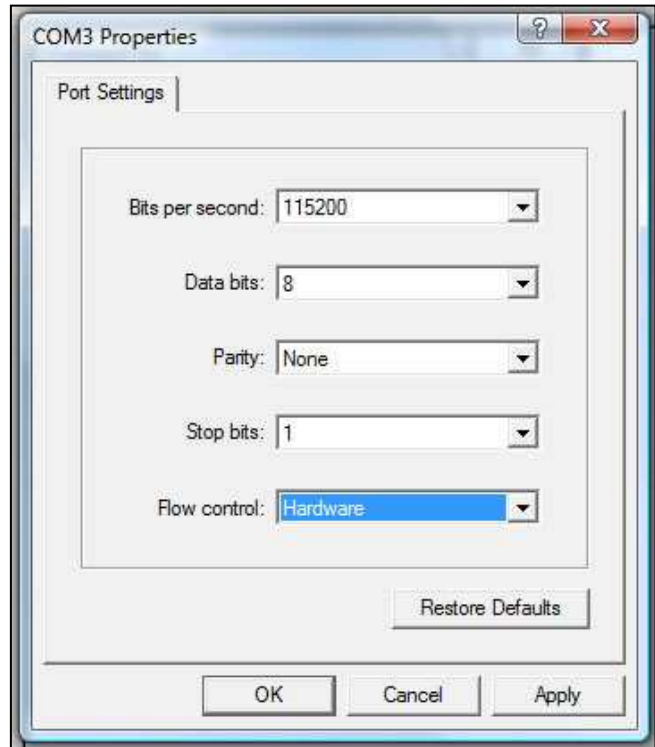 COM3 Properties
Port Settings
Bits per second: 115200
Data bits: 8
Parity: None
Stop bits: 1
Flow control: Hardware
Restore Defaults
OK Cancel Apply